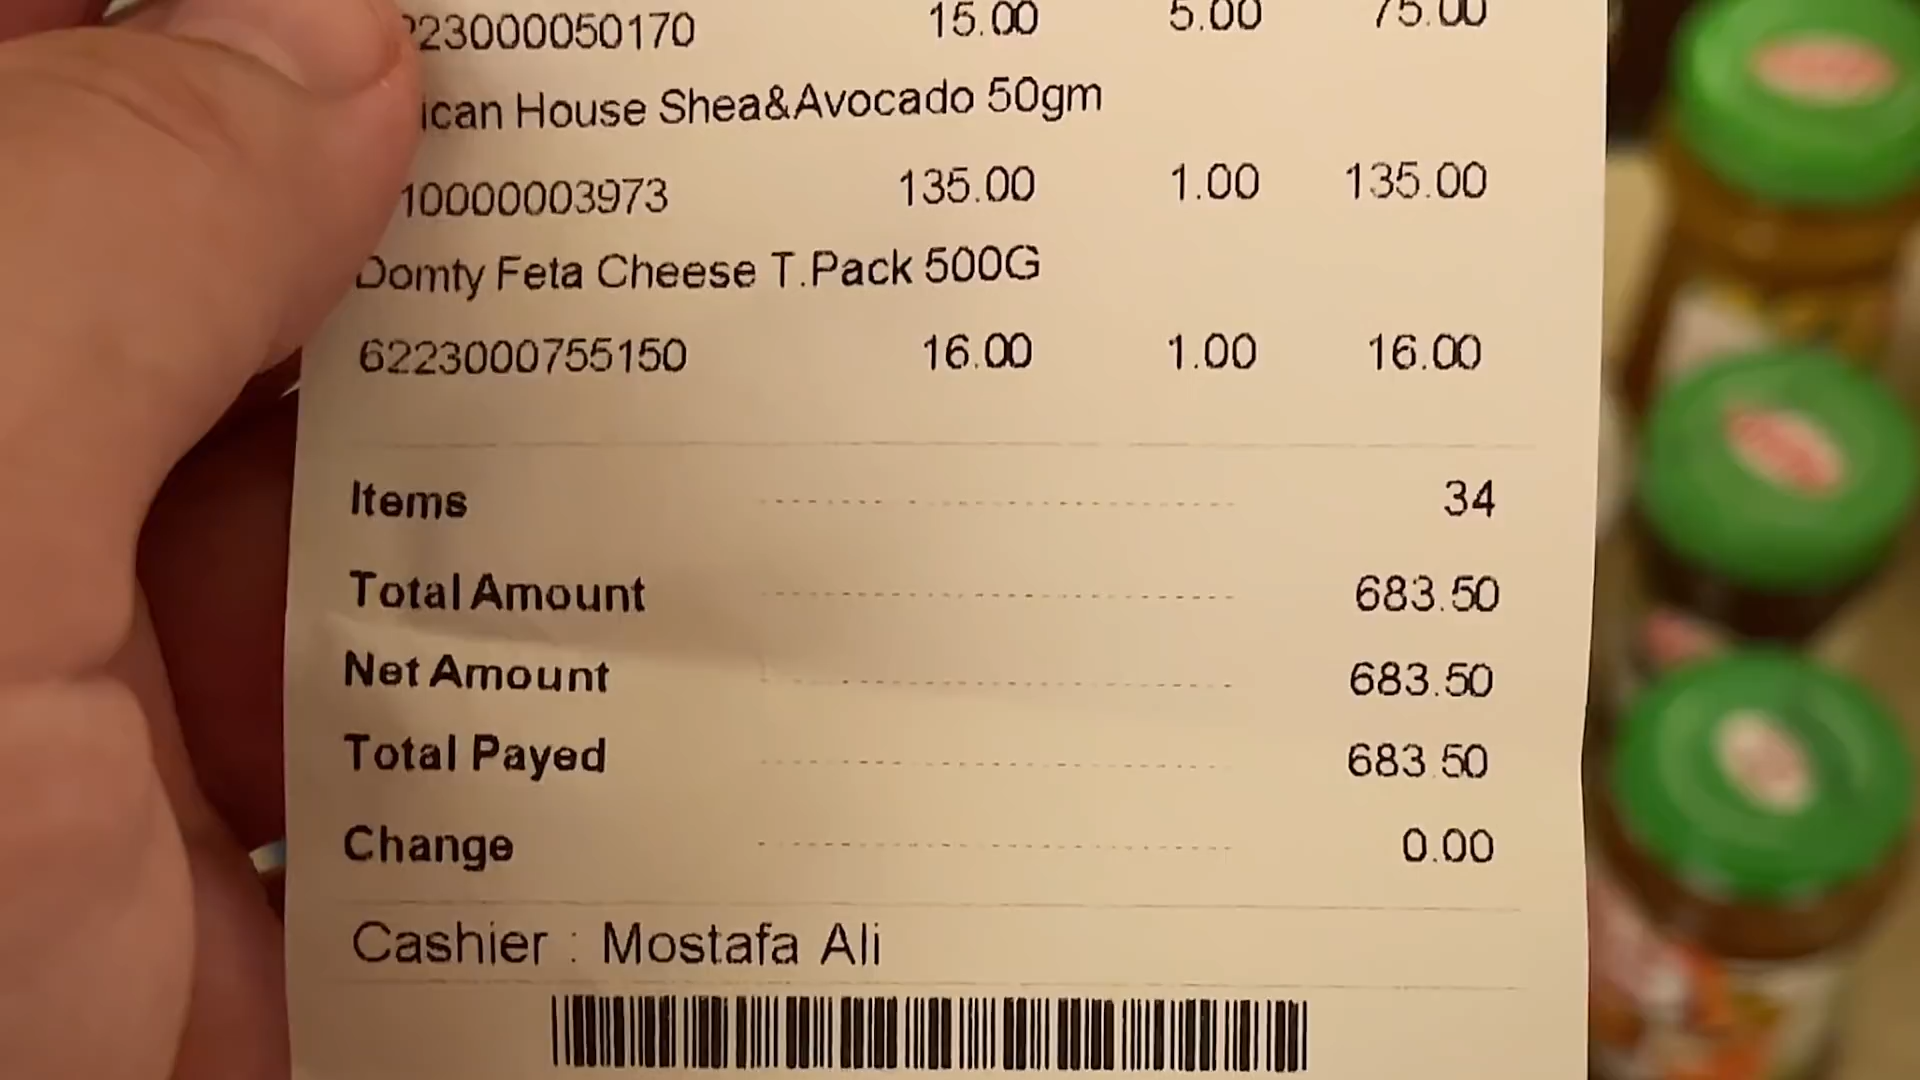 23000050170 15.00 5.00 75.00
ican House Shea&Avocado 50gm
10000003973 135.00 1.00 135.00
Domty Feta Cheese T.Pack 500G
6223000755150 16.00 1.00 16.00
Items 34
Total Amount 683.50
Net Amount 683.50
Total Payed 683.50
Change 0.00
Cashier : Mostafa Ali